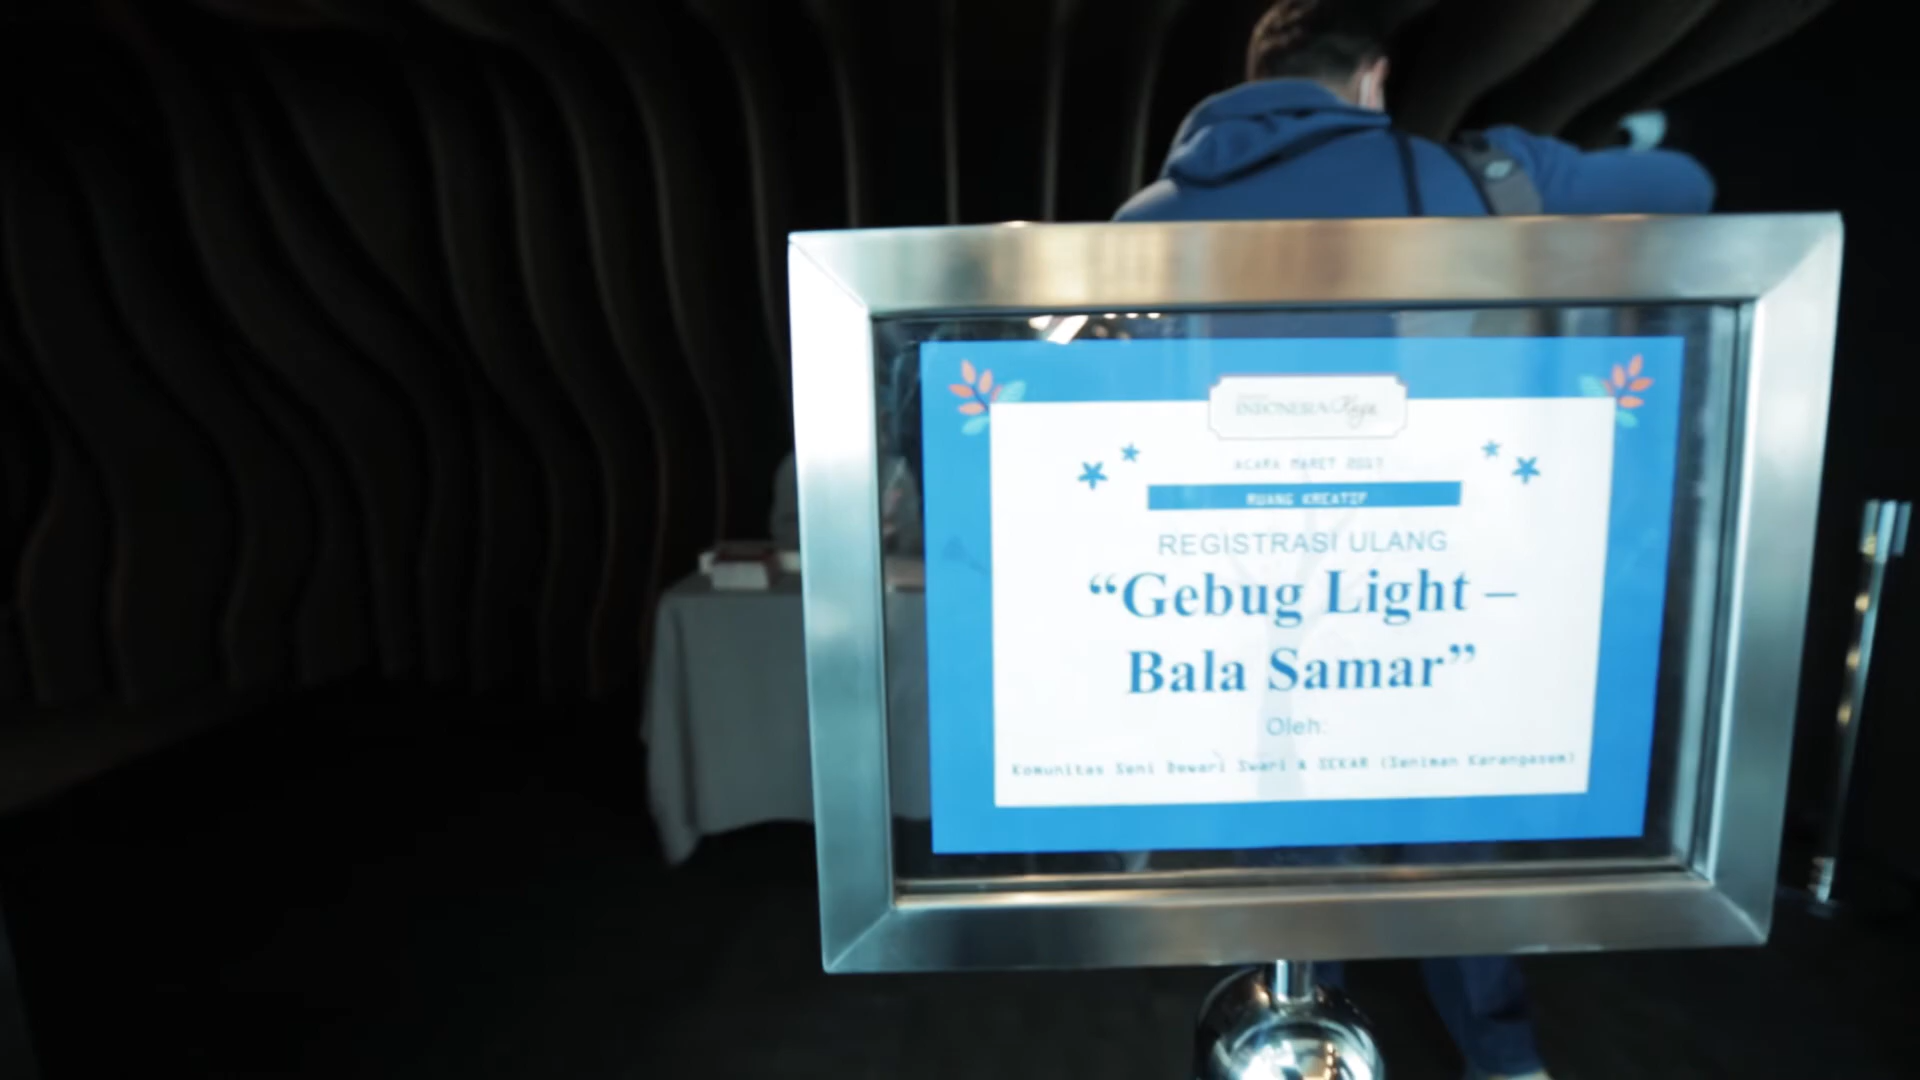 INDONESIA Kaya
ACARA MARET 2017
RUANG KREATIF
REGISTRASI ULANG
“Gebug Light –
Bala Samar”
Oleh:
Komunitas Seni Dewari Swari & SEKAR (Seniman Karangasem)